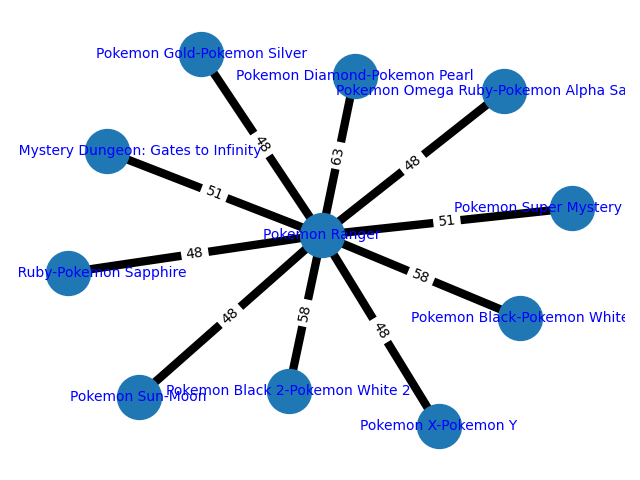 Pokemon Gold-Pokemon Silver
Pokemon Diamond-Pokemon Pearl
Pokemon Omega Ruby-Pokemon Alpha Sa
48
63
48
Mystery Dungeon: Gates to Infinity
51
Pokemon Super Mystery
51
Pokemon Ranger
48
58
Ruby-Pokemon Sapphire
48
58
48
Pokemon Black-Pokemon White
Pokemon Sun-Moon
Pokemon Black 2-Pokemon White 2
Pokemon X-Pokemon Y